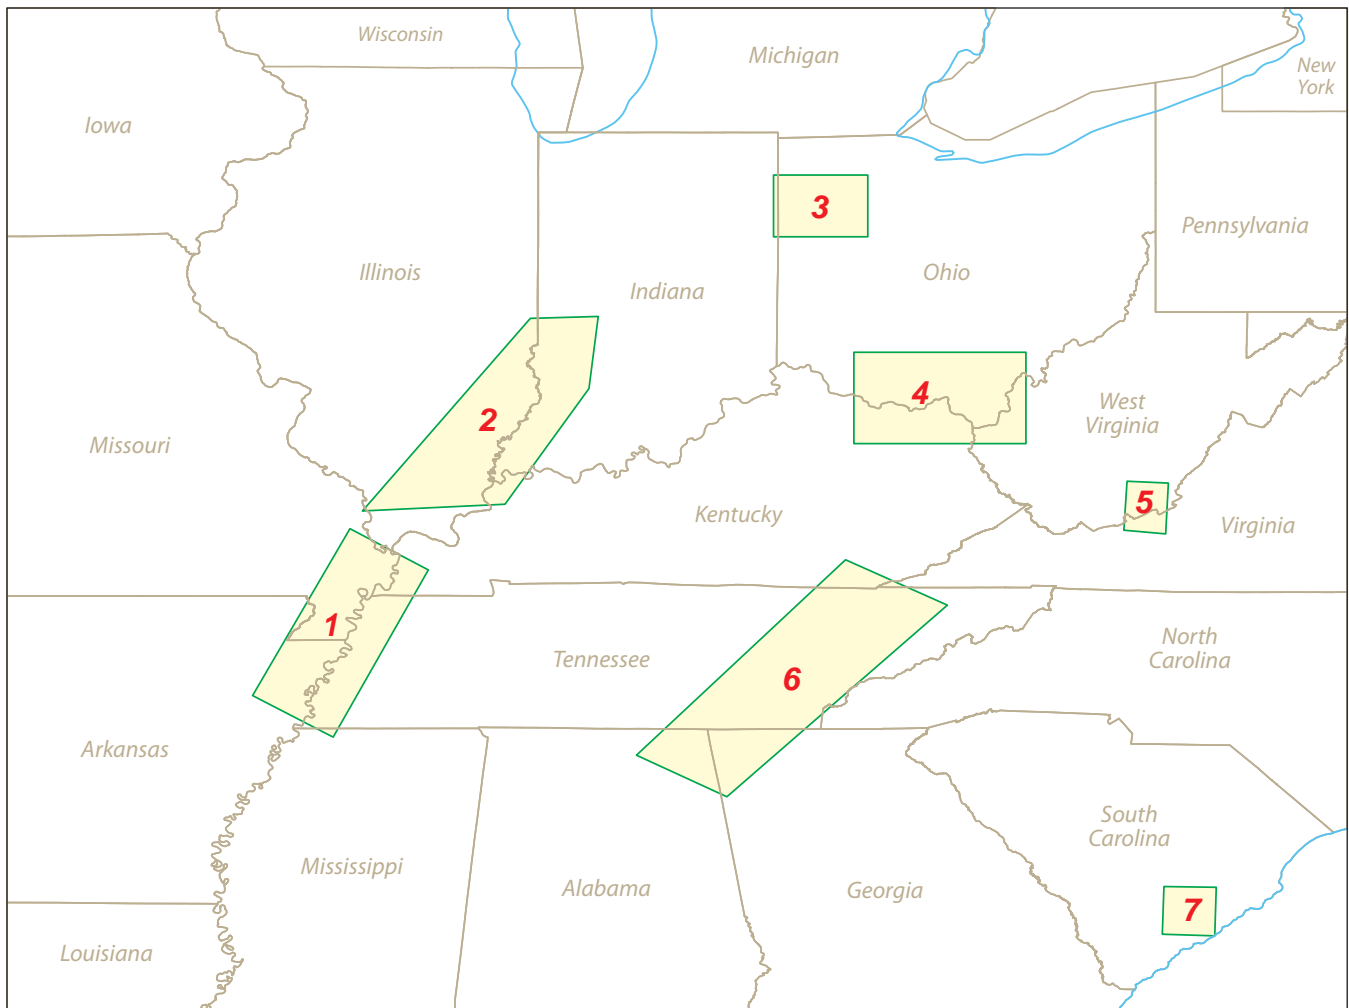 Wisconsin
Michigan
New
York
Iowa
3
Pennsylvania
Illinois
Indiana
Ohio
2
4
West
Virginia
Missouri
5
Kentucky
Virginia
1
Tennessee
6
North
Carolina
Arkansas
South
Carolina
Mississippi
Alabama
Georgia
7
Louisiana